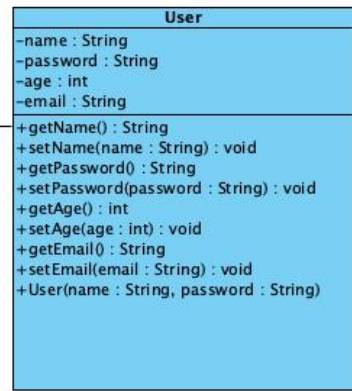 User
-name : String
-password : String
-age : int
-email : String
+getName() : String
+setName(name : String) : void
+getPassword() : String
+setPassword(password : String) : void
+getAge() : int
+setAge(age : int) : void
+getEmail() : String
+setEmail(email : String) : void
+User(name : String, password : String)